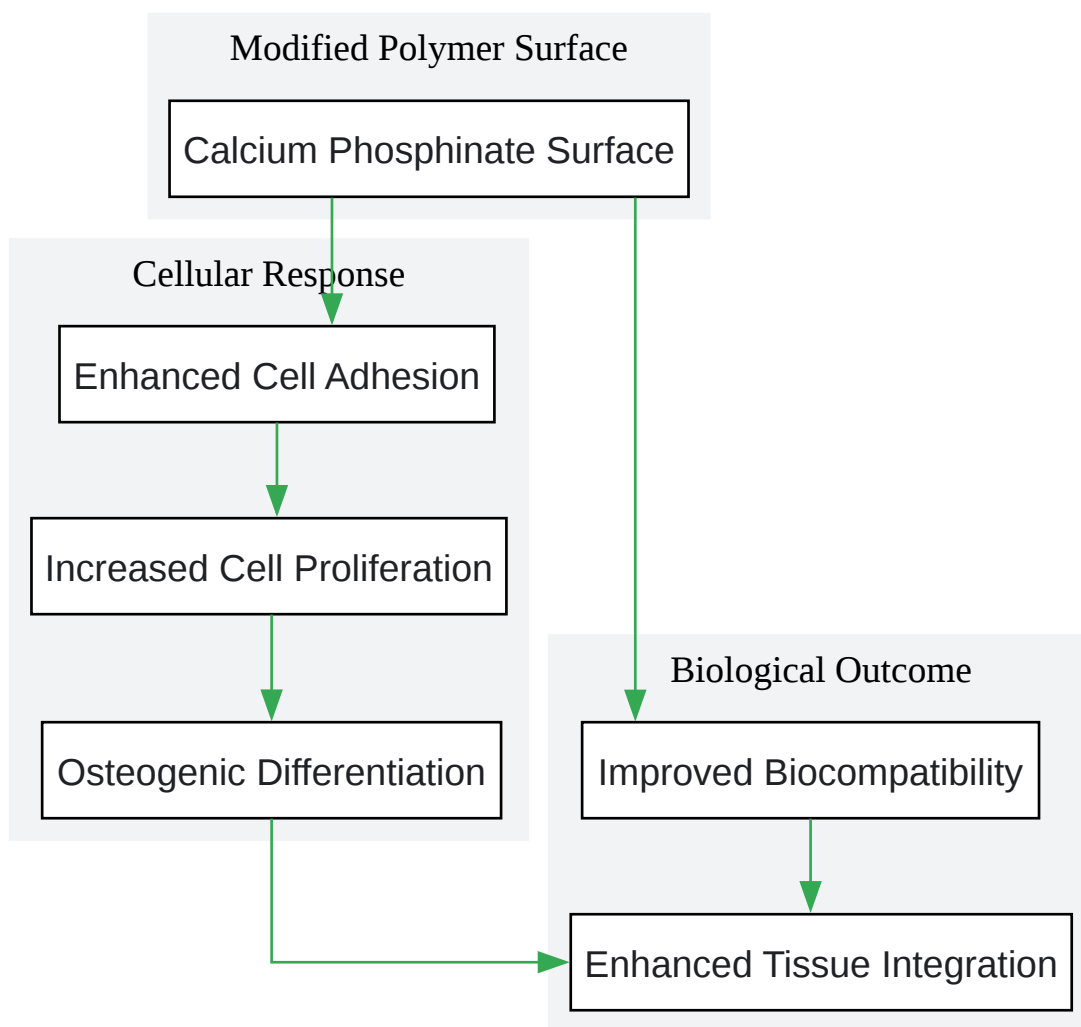 Modified Polymer Surface
Calcium Phosphinate Surface
Cellular Response
Enhanced Cell Adhesion
Increased Cell Proliferation
Osteogenic Differentiation
Biological Outcome
Improved Biocompatibility
Enhanced Tissue Integration